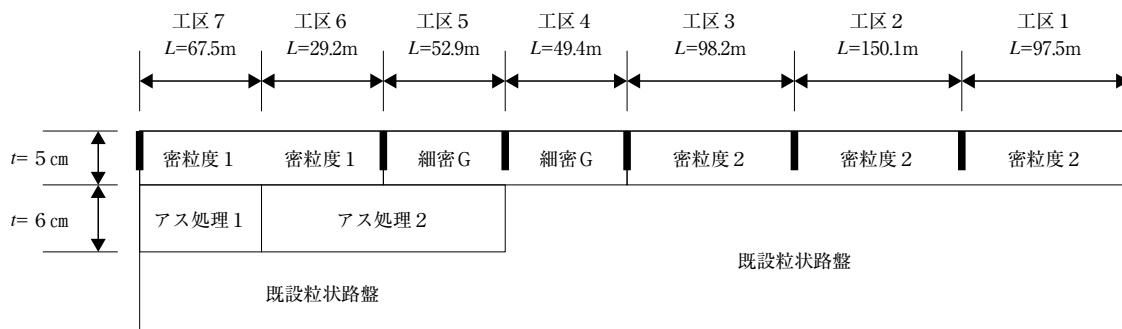 工区7 工区6 工区5 工区4 工区3 工区2 工区1
L=67.5m L=29.2m L=52.9m L=49.4m L=98.2m L=150.1m L=97.5m
t= 5 ㎝ 密粒度1 密粒度1 細密G 細密G 密粒度2 密粒度2 密粒度2
t= 6 ㎝ アス処理1 アス処理2
既設粒状路盤
既設粒状路盤